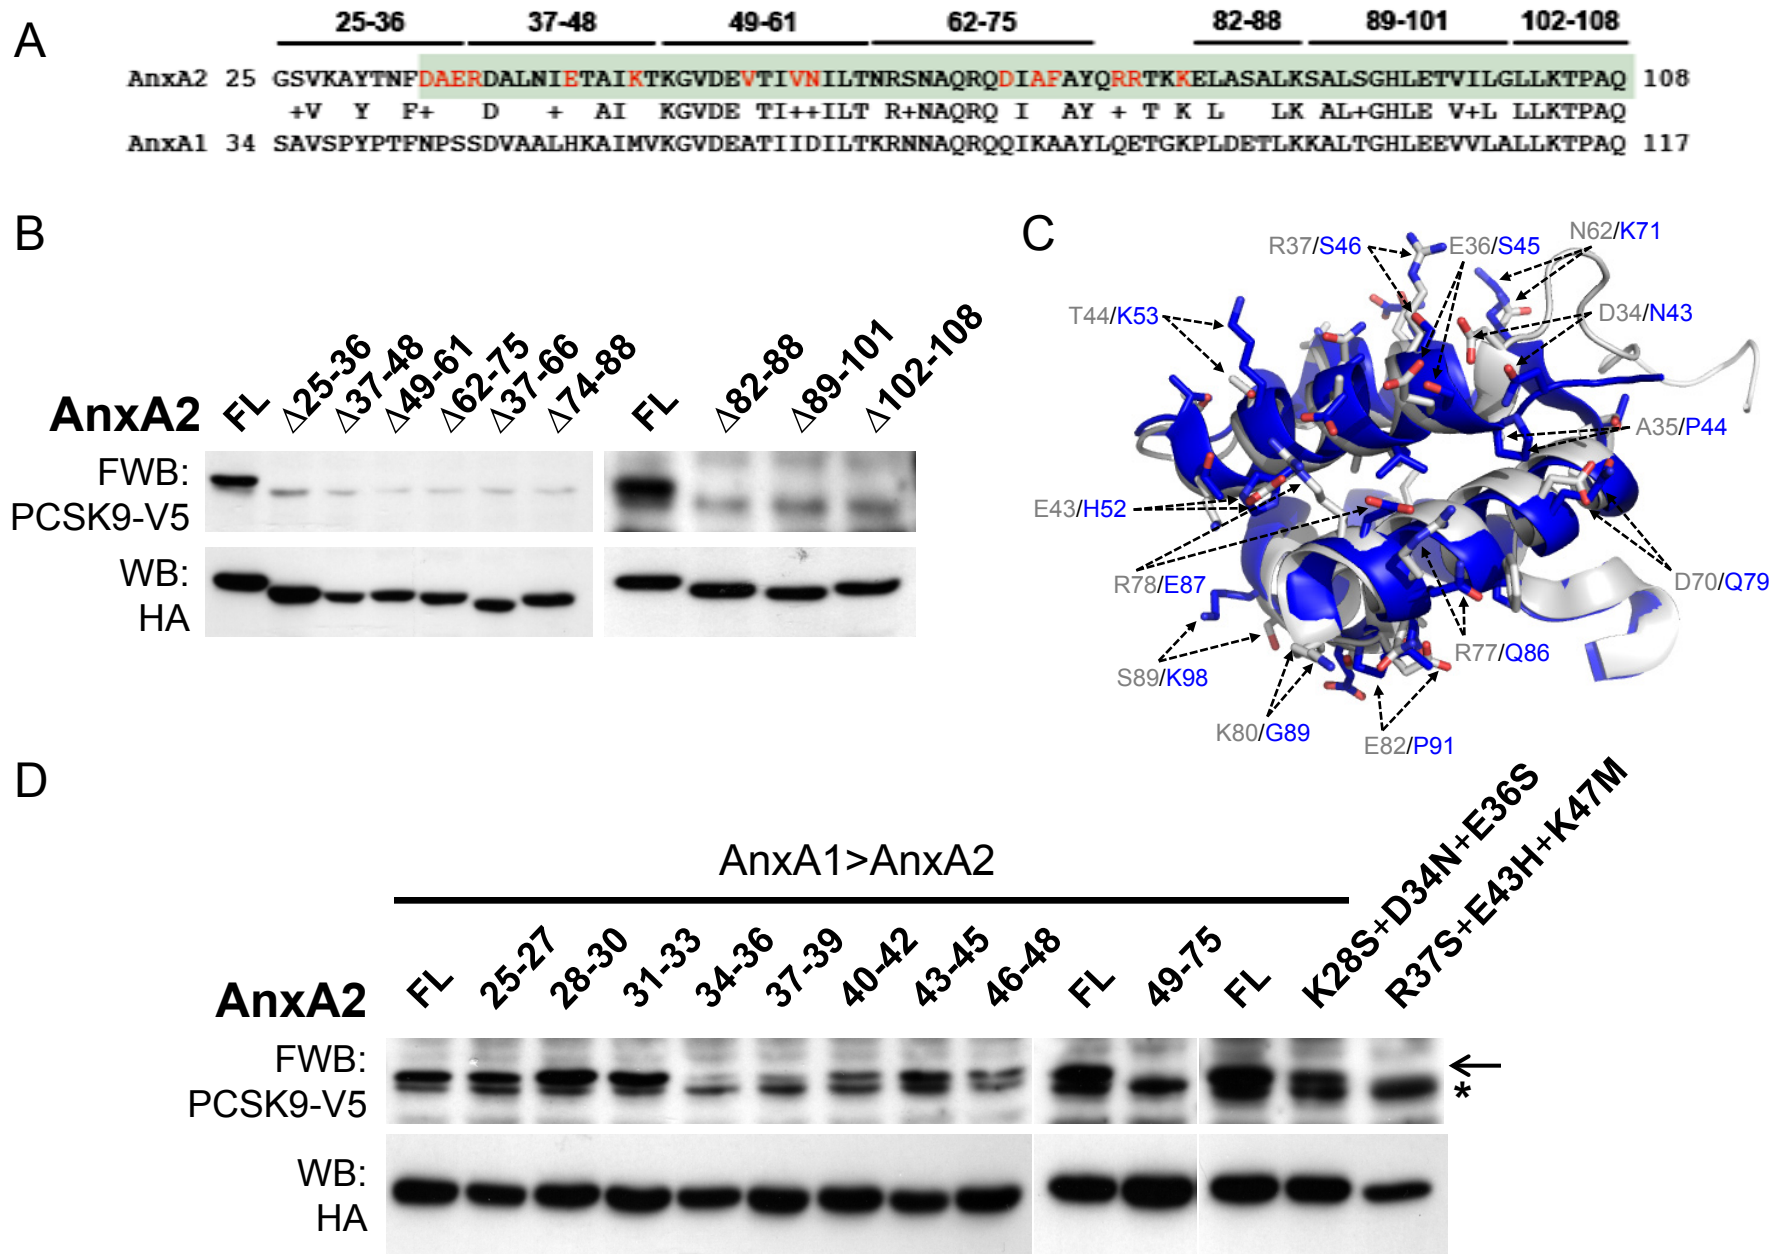 A
25-36 37-48 49-61 62-75 82-88 89-101 102-108
AnxA2 25 GSVKAYTNFDAERDALNIETAIKTKGVDEVTIVNILTNRSNAQRQDIAFAYQRRTKKELASALKSALSGHLETVILGLLKTPAQ 108
+V Y F+ D + AI KGVDE TI++ILT R+NAQRQ I AY + T K L LK AL+GHLE V+L LLKTPAQ
AnxA1 34 SAVSPYPTFNPSSDVAALHKAIMVKGVDEATIIDILTKRNNAQRQQIKAAYLQETGKPLDETLKKALTGHLEEVVLALLKTPAQ 117
B
AnxA2 FL Δ25-36 Δ37-48 Δ49-61 Δ62-75 Δ37-66 Δ74-88 FL Δ82-88 Δ89-101 Δ102-108
FWB:
PCSK9-V5
WB:
HA
C
R37/S46
E36/S45
N62/K71
T44/K53
D34/N43
A35/P44
E43/H52
R78/E87
D70/Q79
R77/Q86
S89/K98
K80/G89
E82/P91
D
AnxA1>AnxA2
AnxA2 FL 25-27 28-30 31-33 34-36 37-39 40-42 43-45 46-48 FL 49-75 FL K28S+D34N+E36S R37S+E43H+K47M
FWB:
PCSK9-V5
*
WB:
HA